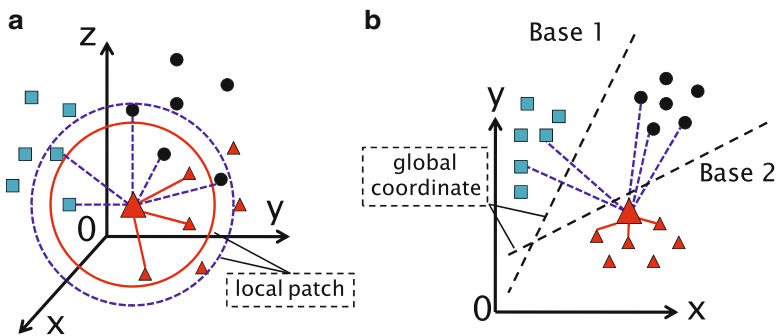 a
z
y
0
x
local patch
b
Base 1
y
global
coordinate
Base 2
0
x